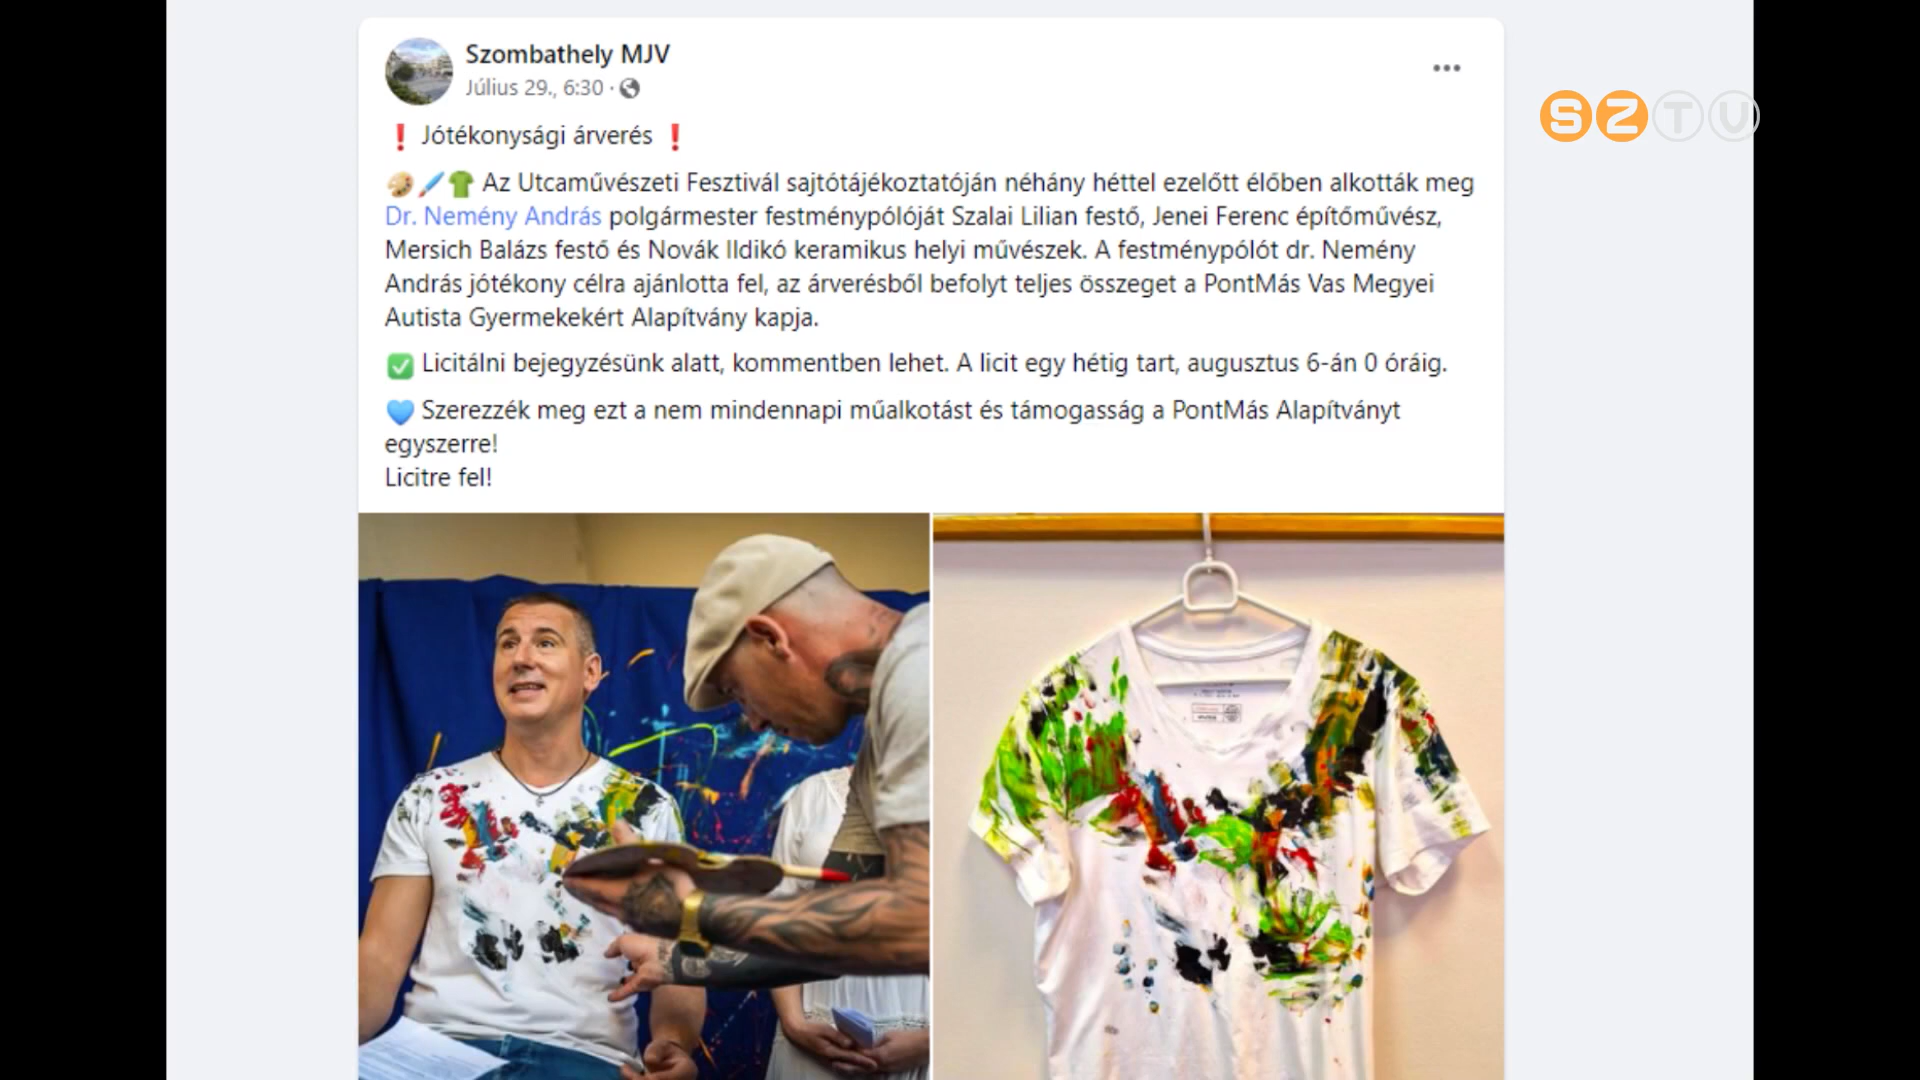 Szombathely MJV
Július 29., 6:30 ·
SZTV
❗ Jótékonysági árverés ❗
🎨🖌️👕 Az Utcaművészeti Fesztivál sajtótájékoztatóján néhány héttel ezelőtt élőben alkották meg
Dr. Nemény András polgármester festménypólóját Szalai Lilian festő, Jenei Ferenc építőművész,
Mersich Balázs festő és Novák Ildikó keramikus helyi művészek. A festménypólót dr. Nemény
András jótékony célra ajánlotta fel, az árverésből befolyt teljes összeget a PontMás Vas Megyei
Autista Gyermekekért Alapítvány kapja.
✅ Licitálni bejegyzésünk alatt, kommentben lehet. A licit egy hétig tart, augusztus 6-án 0 óráig.
💙 Szerezzék meg ezt a nem mindennapi műalkotást és támogasság a PontMás Alapítványt
egyszerre!
Licitre fel!